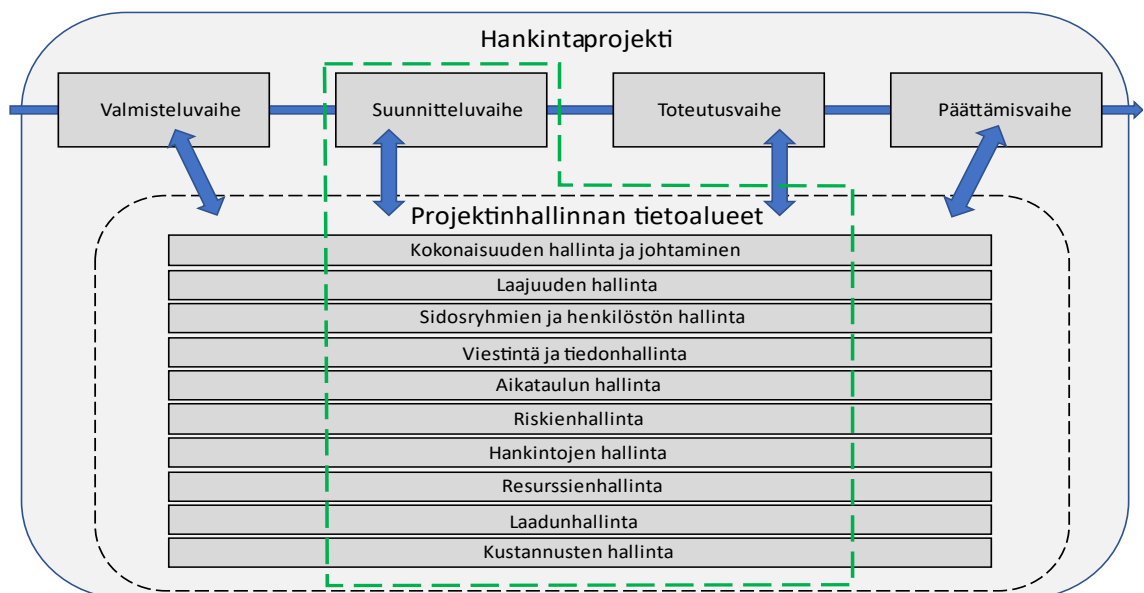 Hankintaprojekti
Valmisteluvaihe
Suunnitteluvaihe
Toteutusvaihe
Päättämisvaihe
Projektinhallinnan tietoalueet
Kokonaisuuden hallinta ja johtaminen
Laajuuden hallinta
Sidosryhmien ja henkilöstön hallinta
Viestintä ja tiedonhallinta
Aikataulun hallinta
Riskienhallinta
Hankintojen hallinta
Resurssienhallinta
Laadunhallinta
Kustannusten hallinta